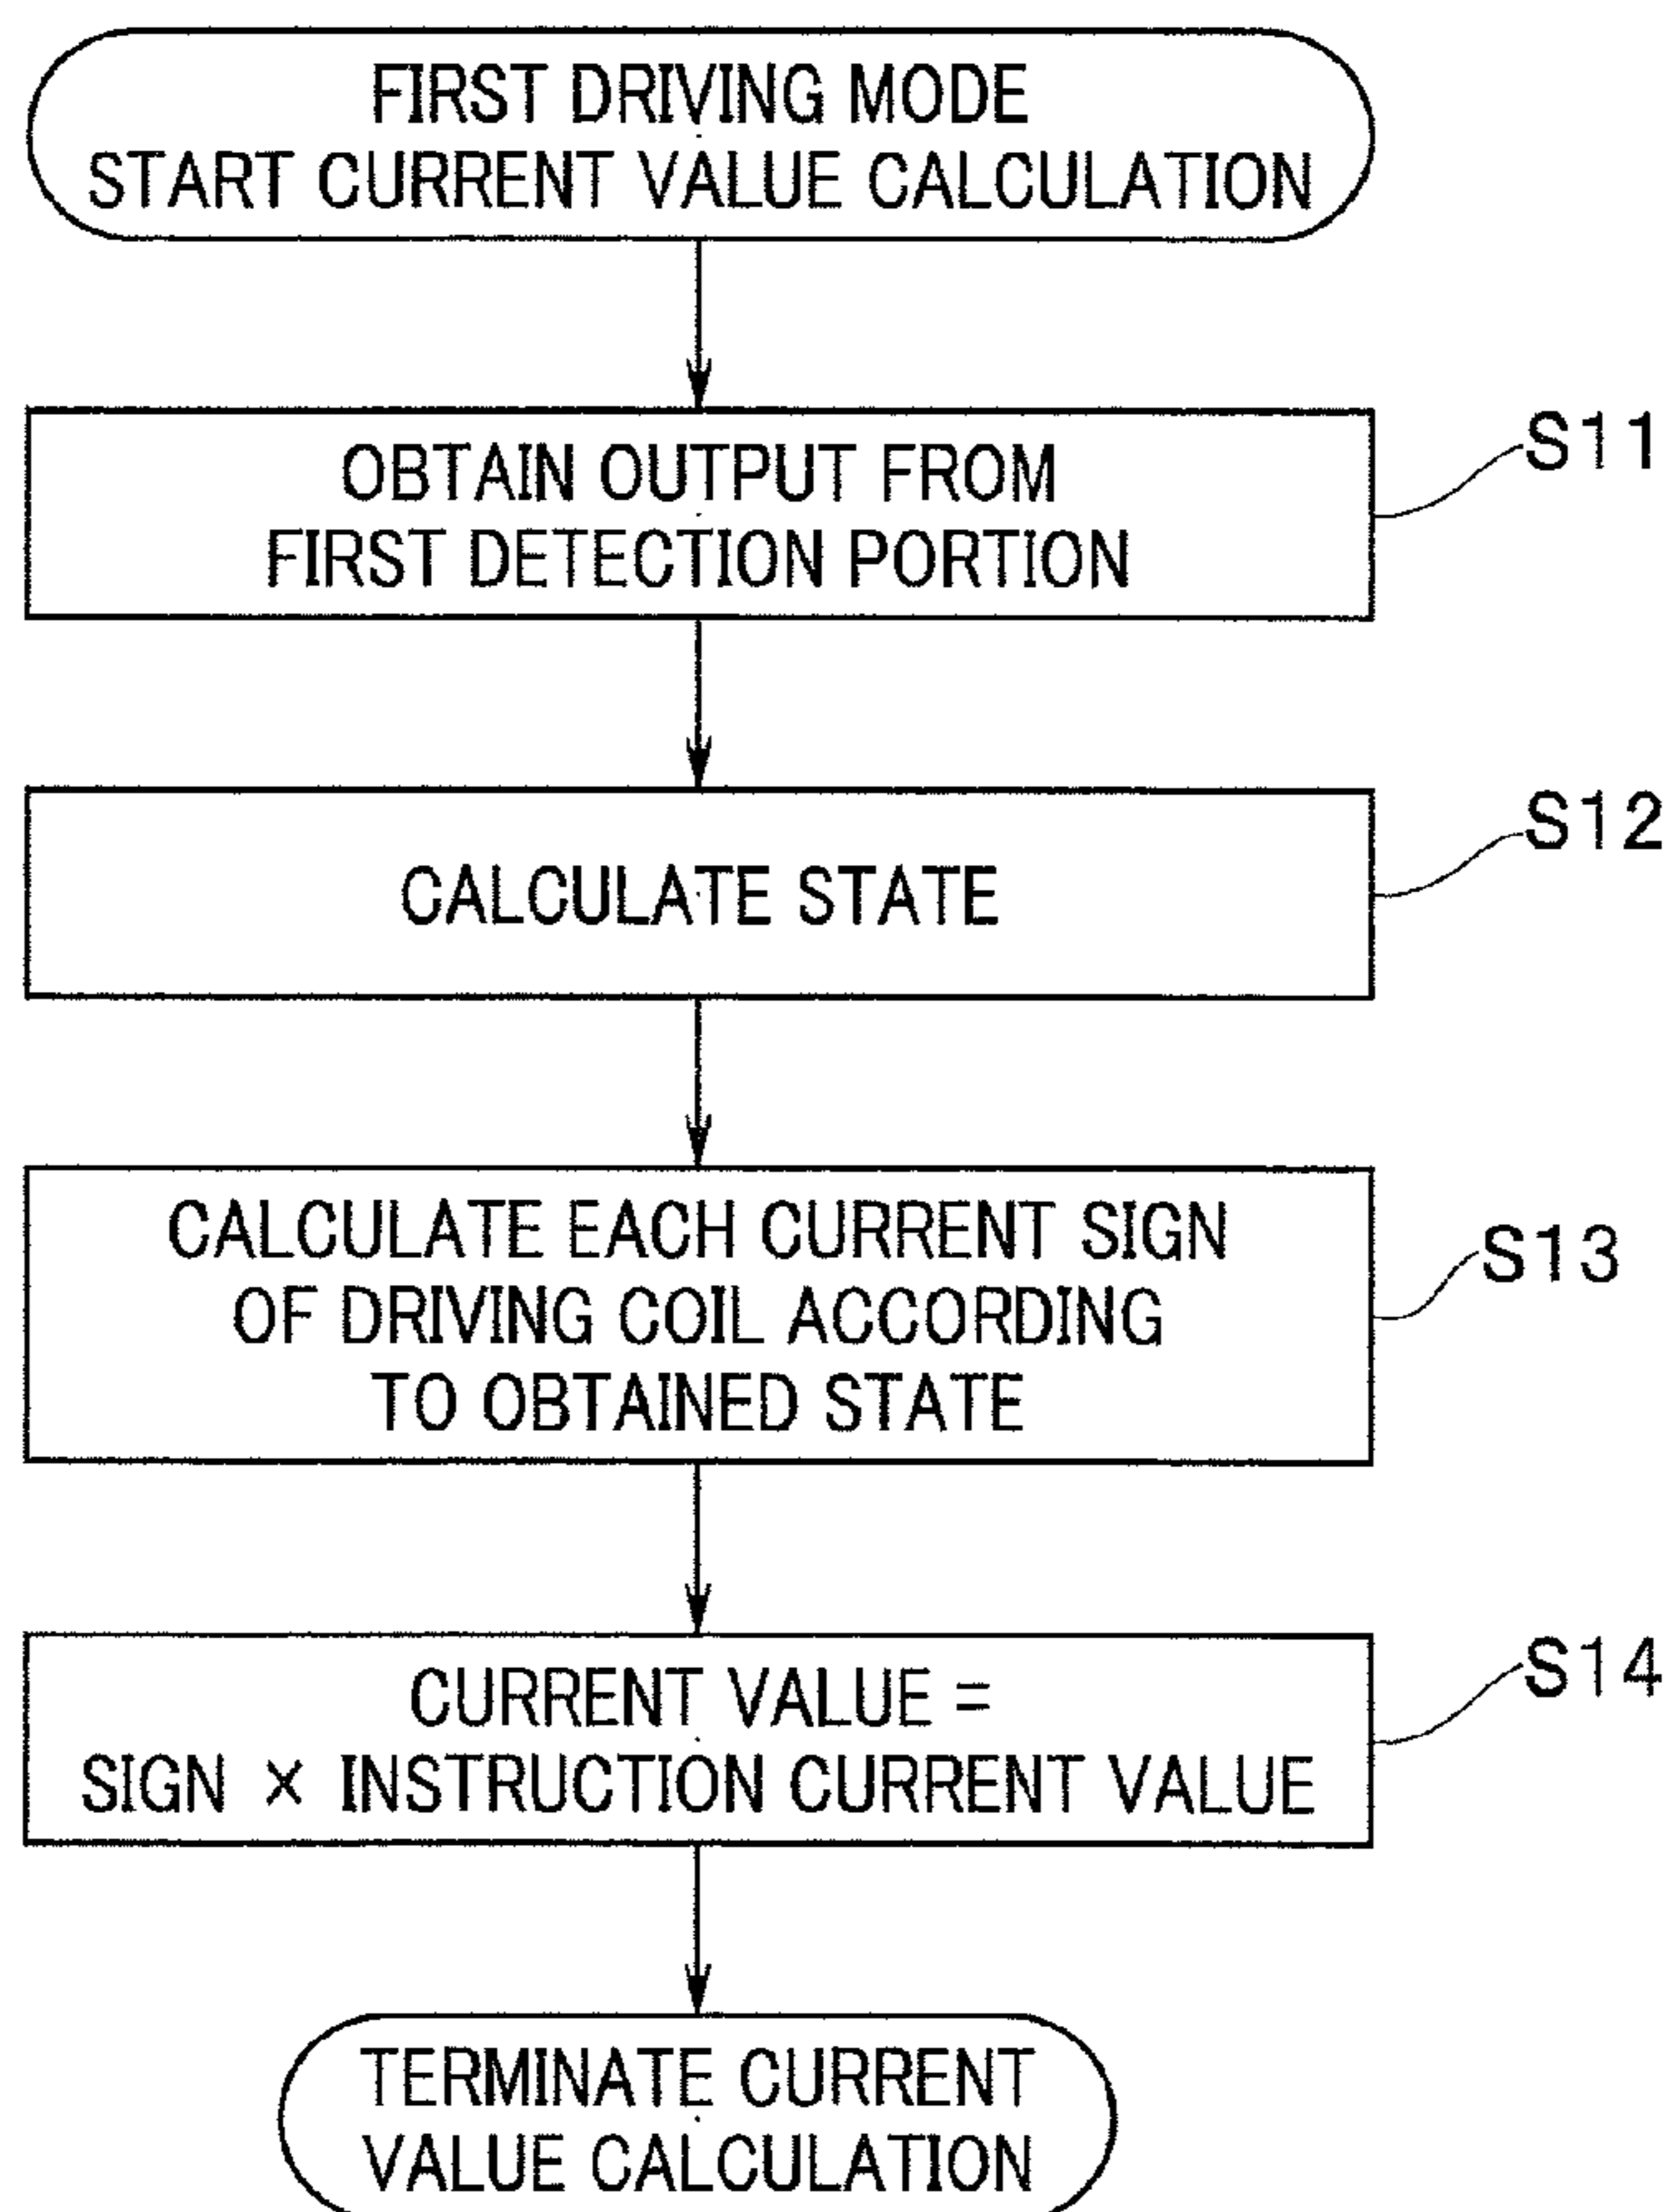 FIRST DRIVING MODE
START CURRENT VALUE CALCULATION
OBTAIN OUTPUT FROM
FIRST DETECTION PORTION
S11
CALCULATE STATE
S12
CALCULATE EACH CURRENT SIGN
OF DRIVING COIL ACCORDING
TO OBTAINED STATE
S13
CURRENT VALUE =
SIGN × INSTRUCTION CURRENT VALUE
S14
TERMINATE CURRENT
VALUE CALCULATION